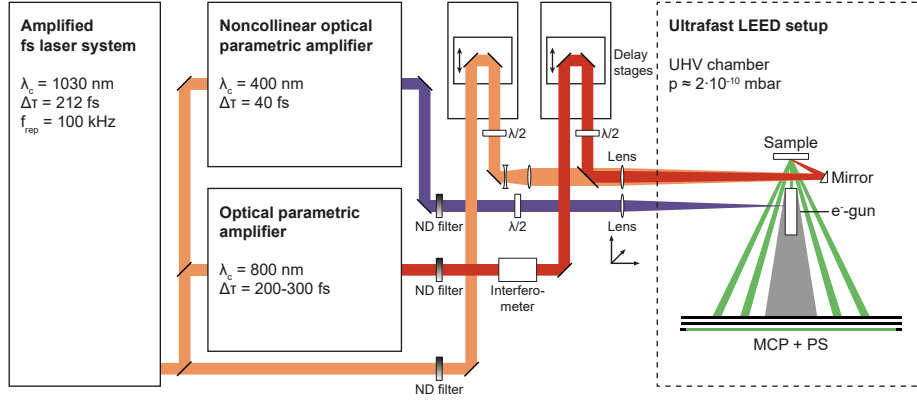 Amplified
fs laser system
λc = 1030 nm
Δτ = 212 fs
frep = 100 kHz
Noncollinear optical
parametric amplifier
λc = 400 nm
Δτ = 40 fs
Optical parametric
amplifier
λc = 800 nm
Δτ = 200-300 fs
Delay
stages
λ/2
λ/2
Lens
ND filter
λ/2
Lens
ND filter
Interfero-
meter
ND filter
Ultrafast LEED setup
UHV chamber
p ≈ 2·10⁻¹⁰ mbar
Sample
Mirror
e⁻-gun
MCP + PS